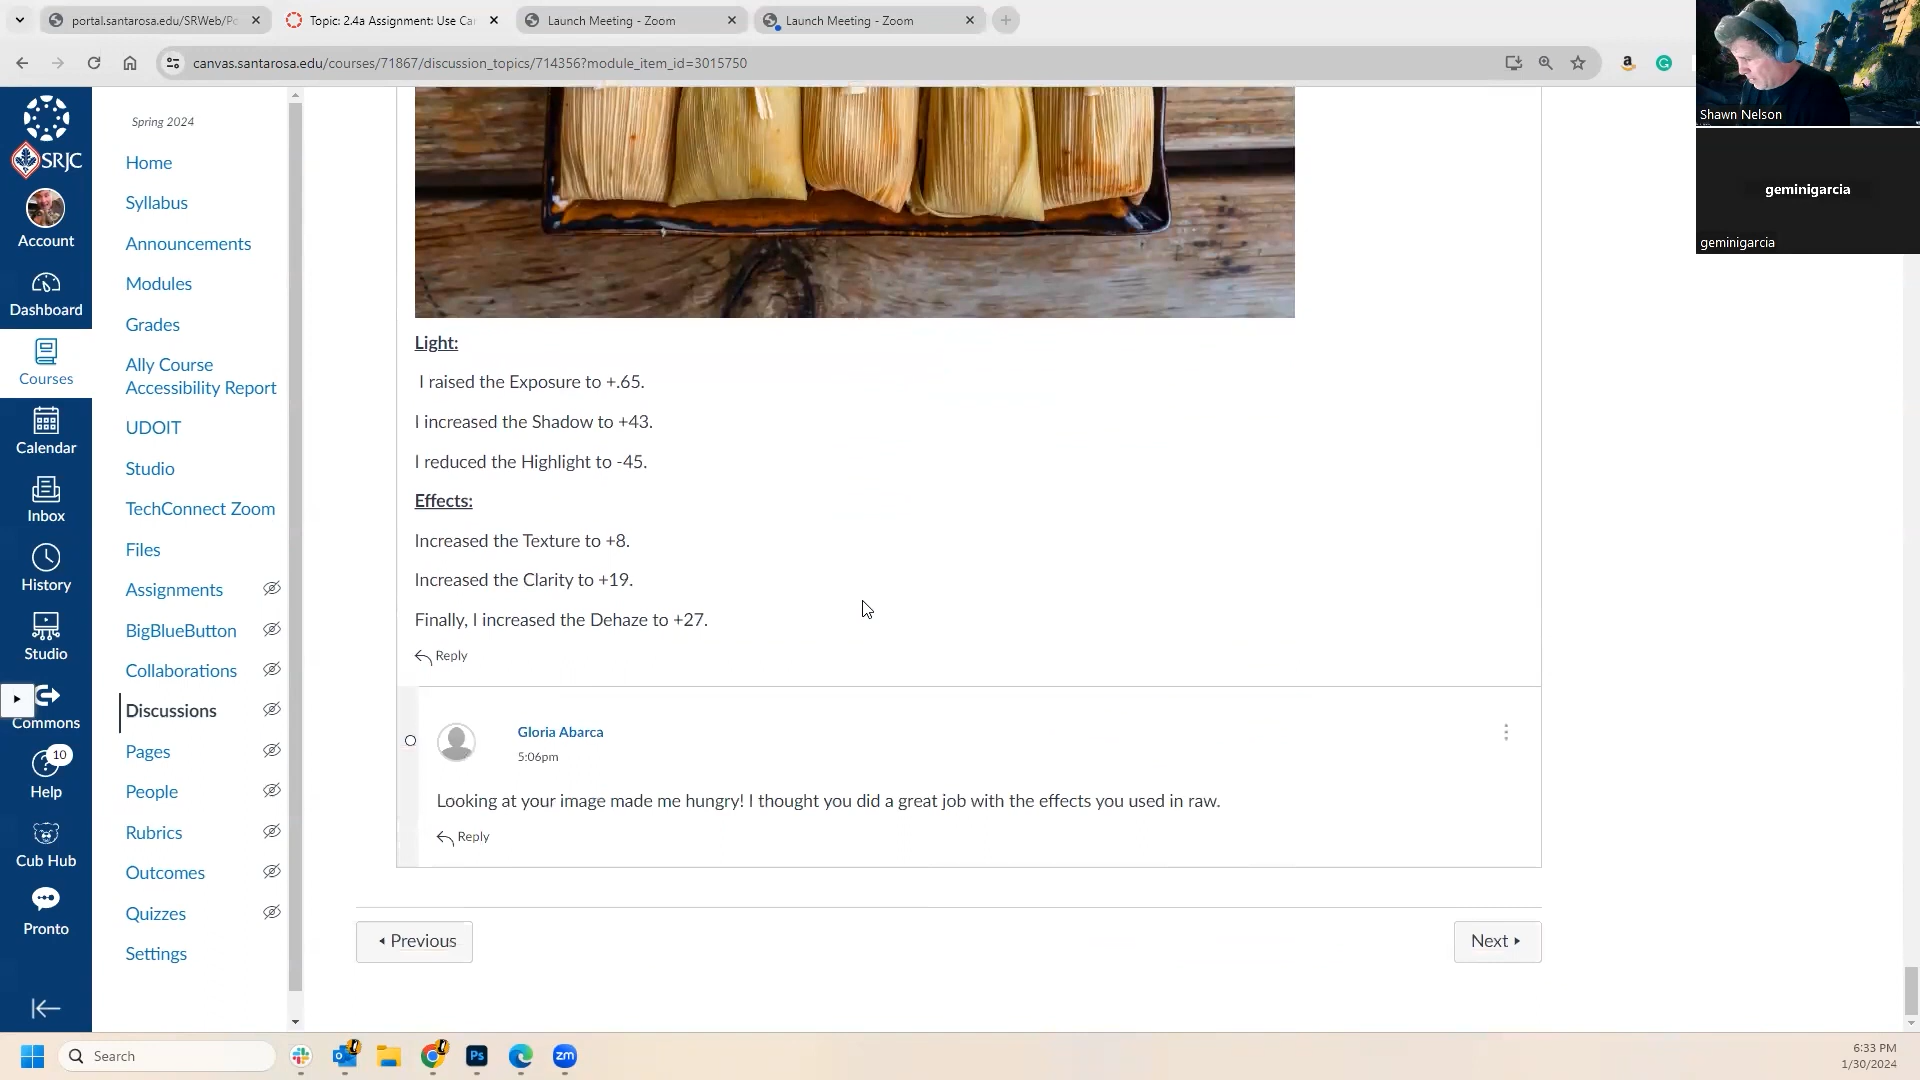 portal.santarosa.edu/SRWeb/Po
Topic: 2.4a Assignment: Use Car
Launch Meeting - Zoom
Launch Meeting - Zoom
canvas.santarosa.edu/courses/71867/discussion_topics/714356?module_item_id=3015750
Shawn Nelson
geminigarcia
geminigarcia
SRJC
Account
Dashboard
Courses
Calendar
Inbox
History
Studio
Commons
10
Help
Cub Hub
Pronto
Spring 2024
Home
Syllabus
Announcements
Modules
Grades
Ally Course
Accessibility Report
UDOIT
Studio
TechConnect Zoom
Files
Assignments
BigBlueButton
Collaborations
Discussions
Pages
People
Rubrics
Outcomes
Quizzes
Settings
Light:
I raised the Exposure to +.65.
I increased the Shadow to +43.
I reduced the Highlight to -45.
Effects:
Increased the Texture to +8.
Increased the Clarity to +19.
Finally, I increased the Dehaze to +27.
Reply
Gloria Abarca
5:06pm
Looking at your image made me hungry! I thought you did a great job with the effects you used in raw.
Reply
Previous
Next
Search
Ps
zm
6:33 PM
1/30/2024